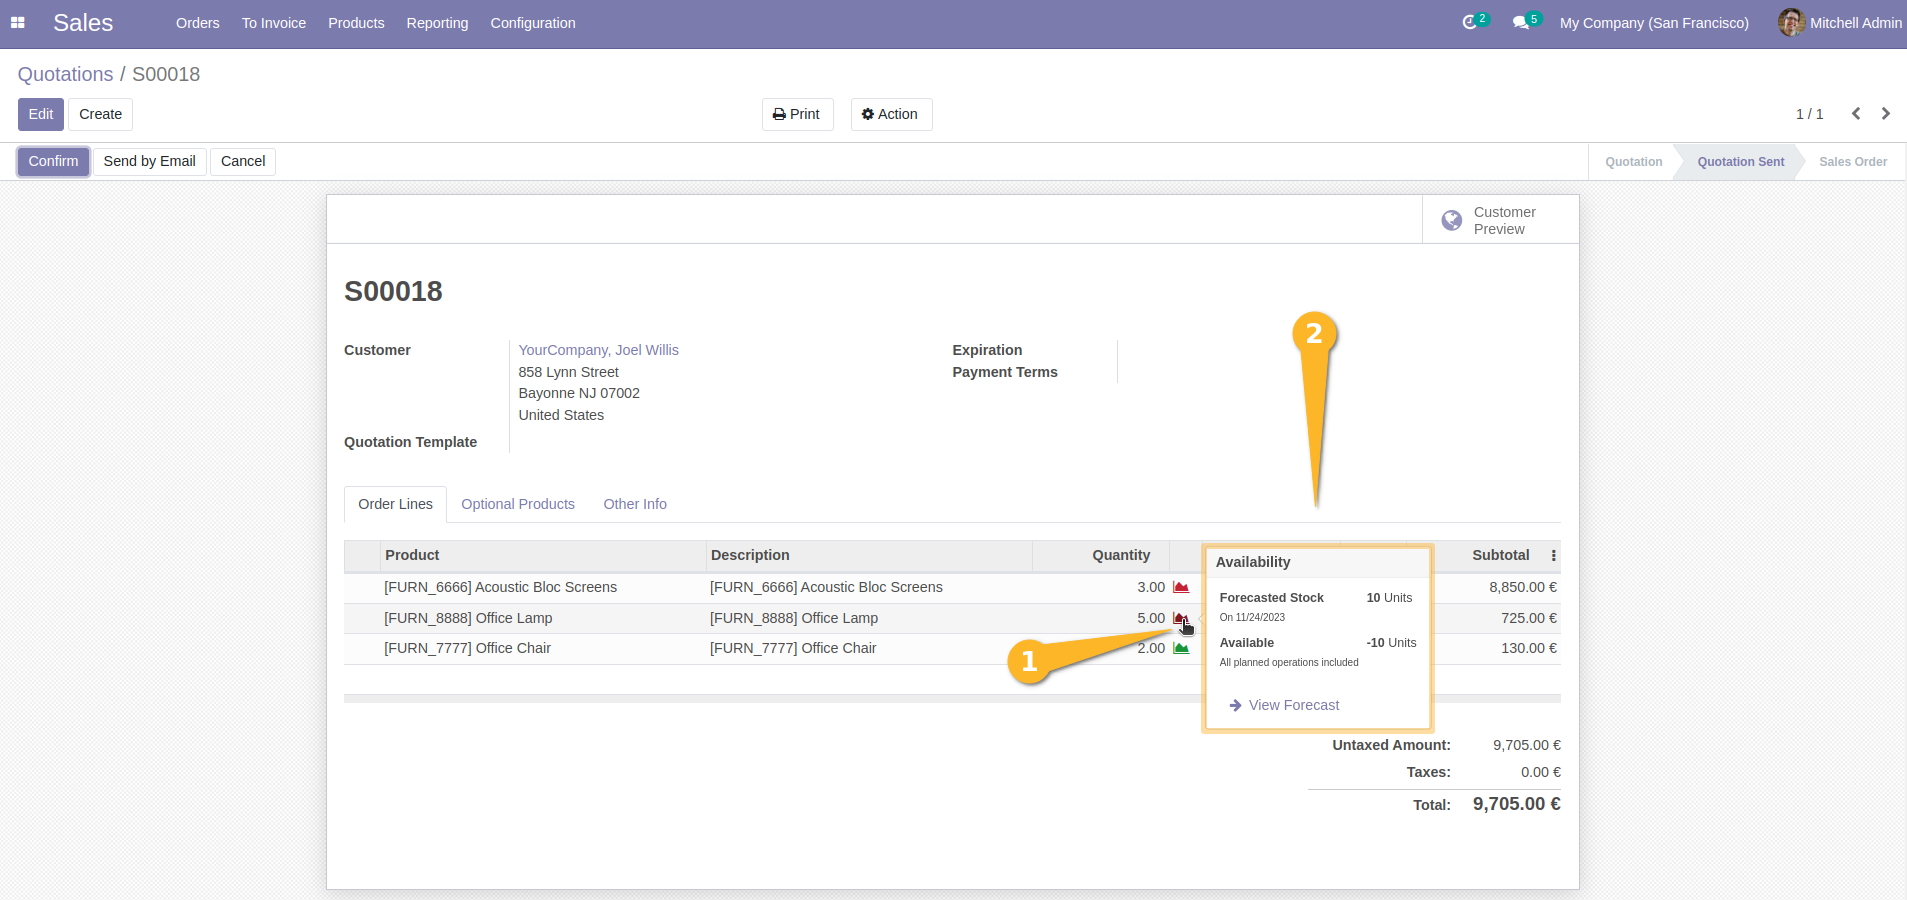 Sales Orders To Invoice Products Reporting Configuration 2 5 My Company (San Francisco) Mitchell Admin
Quotations / S00018
Edit Create Print Action 1 / 1
Confirm Send by Email Cancel Quotation Quotation Sent Sales Order
Customer
Preview
S00018
2
Customer YourCompany, Joel Willis Expiration
858 Lynn Street Payment Terms
Bayonne NJ 07002
United States
Quotation Template
Order Lines Optional Products Other Info
Product Description Quantity Subtotal
Availability
[FURN_6666] Acoustic Bloc Screens [FURN_6666] Acoustic Bloc Screens 3.00 8,850.00 €
Forecasted Stock 10 Units
On 11/24/2023
[FURN_8888] Office Lamp [FURN_8888] Office Lamp 5.00 725.00 €
Available -10 Units
[FURN_7777] Office Chair [FURN_7777] Office Chair 2.00 130.00 €
1
All planned operations included
View Forecast
Untaxed Amount: 9,705.00 €
Taxes: 0.00 €
Total: 9,705.00 €